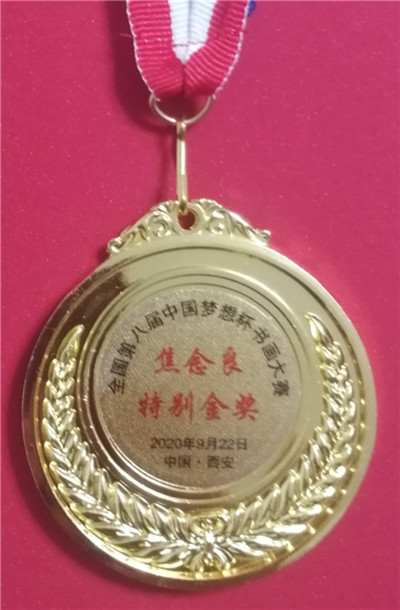 全国第八届中国梦想杯书画大赛
焦念良
特别金奖
2020年9月22日
中国·西安